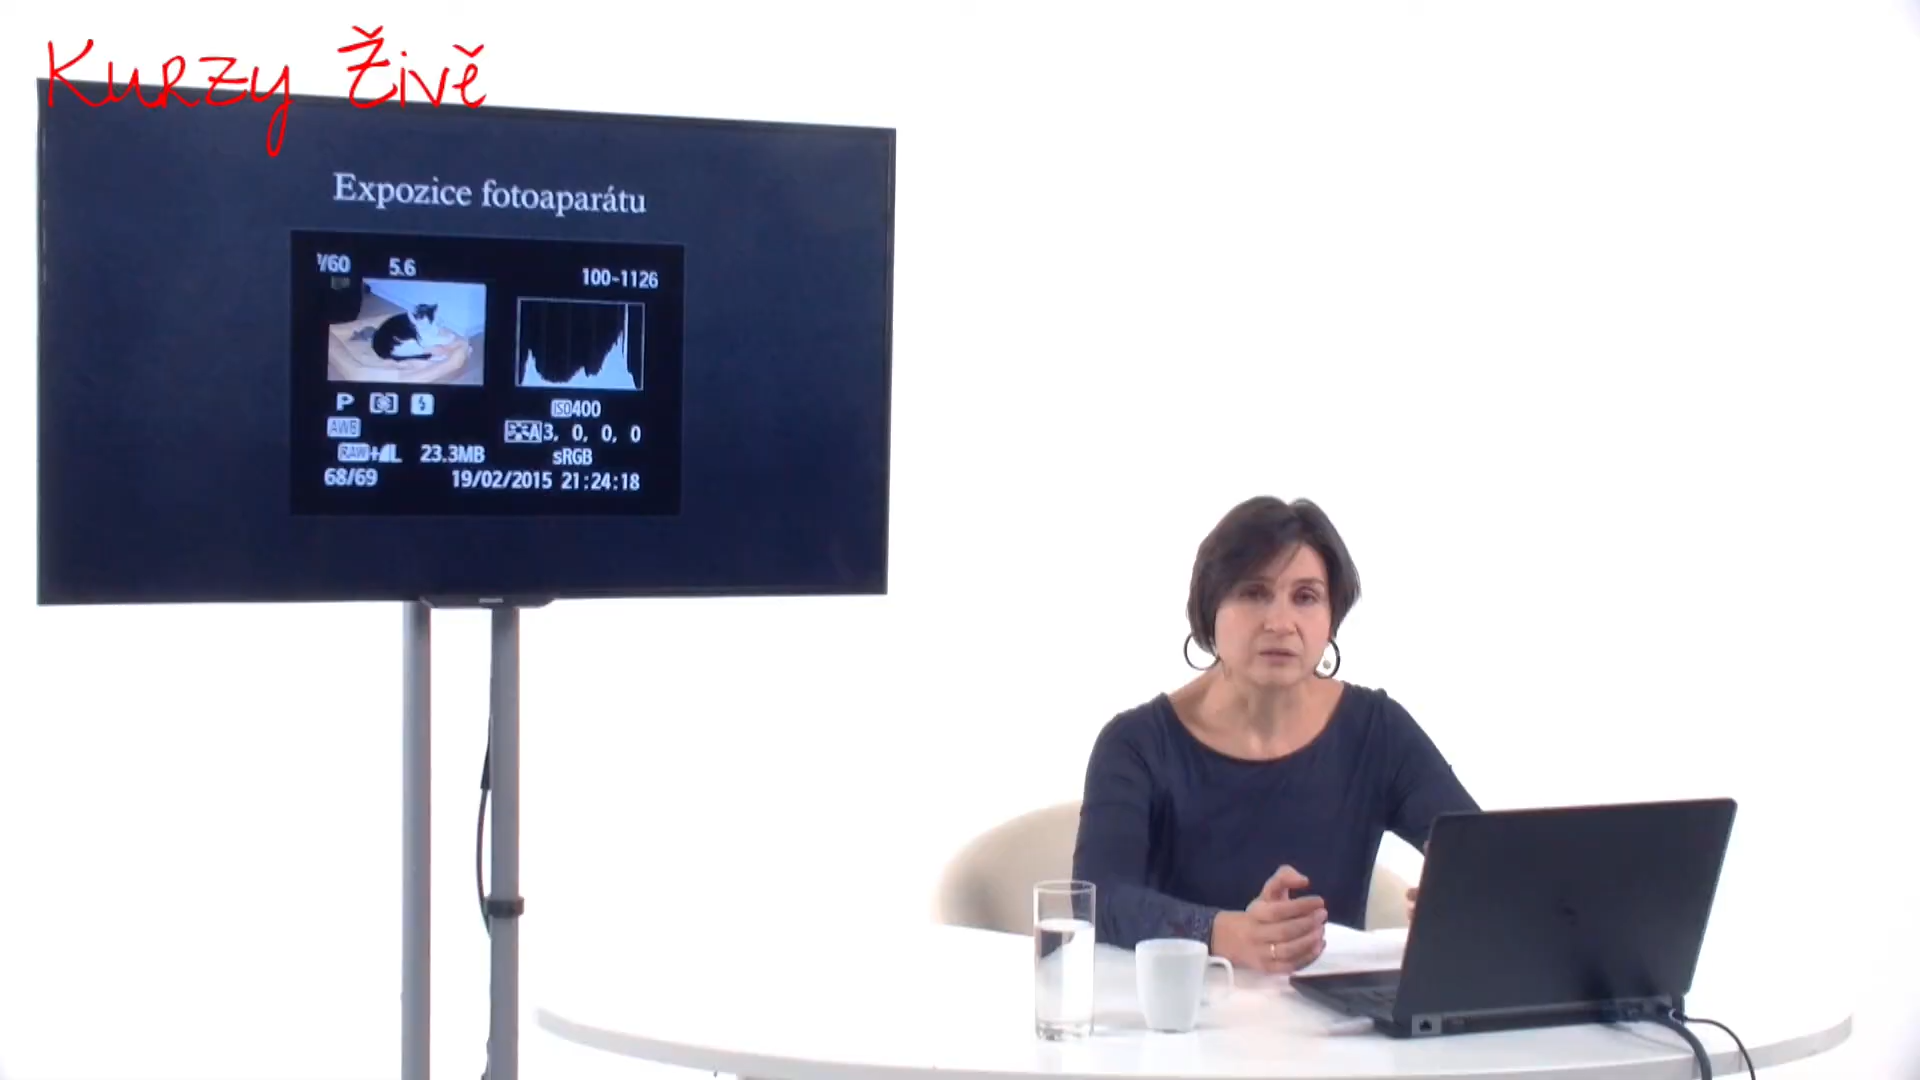 Kurzy Živě
Expozice fotoaparátu
1/60 5.6 100-1126
P
AWB ISO400
A3, 0, 0, 0
RAW+L 23.3MB sRGB
68/69 19/02/2015 21:24:18